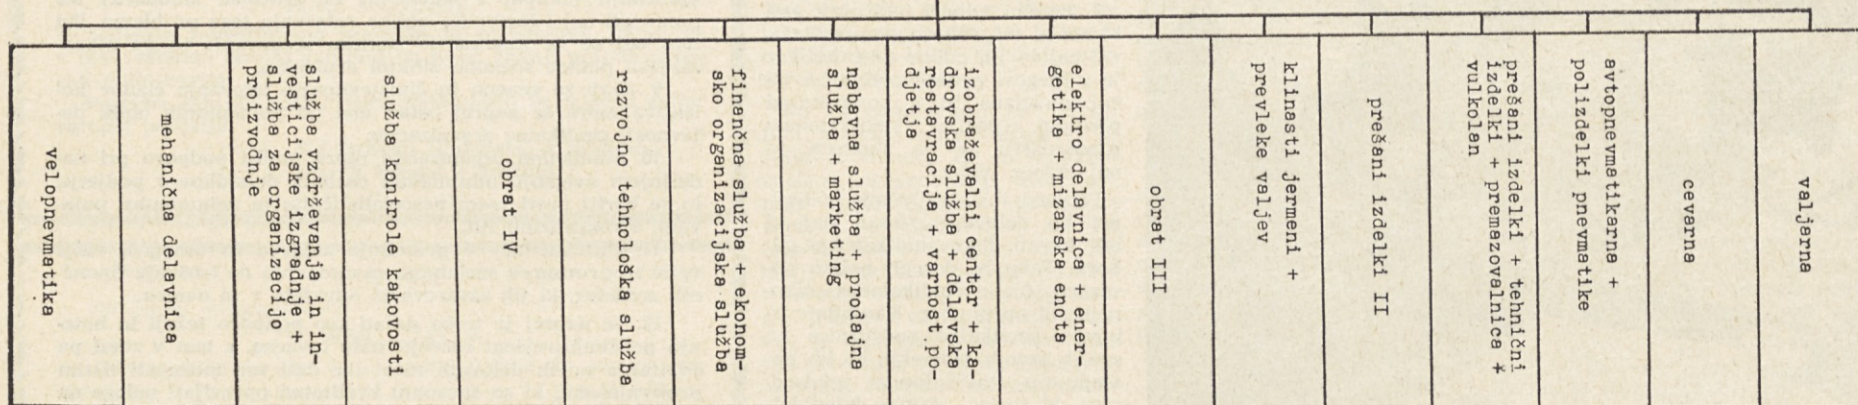 valjarna
cevarna
avtopnevmatikarna +
polizdelki pnevmatike
prešani izdelki + tehnični
izdelki + premazovalnica +
vulkolan
prešani izdelki II
klinasti jermeni +
prevleke valjev
obrat III
elektro delavnica + ener-
getika + mizarska enota
izobraževalni center + ka-
drovska služba + delavska
restavracija + varnost po-
djetja
nabavna služba + prodajna
služba + marketing
finančna služba + ekonom-
sko - organizacijska služba
razvojno tehnološka služba
obrat IV
služba kontrole kakovosti
služba vzdrževanja in in-
vesticijske izgradnje +
služba za organizacijo
proizvodnje
mehnična delavnica
velopnevmatika